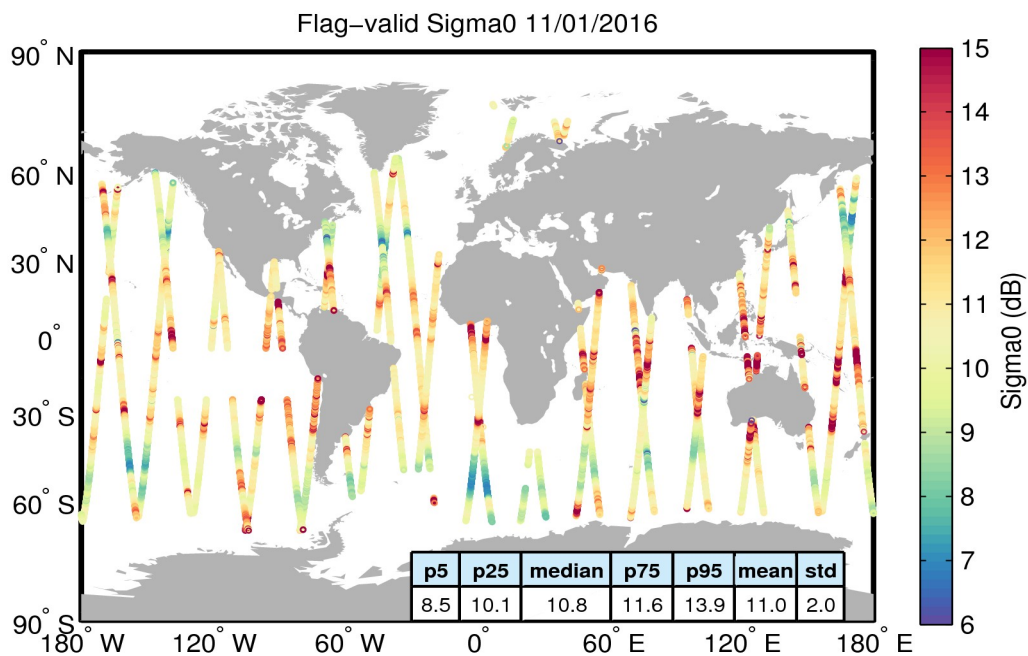 Flag−valid Sigma0 11/01/2016
90° N
60° N
30° N
0°
30° S
60° S
90° S
180° W
120° W
60° W
0°
60° E
120° E
180° E
15
14
13
12
11
10
9
8
7
6
Sigma0 (dB)
p5 p25 median p75 p95 mean std
8.5 10.1 10.8 11.6 13.9 11.0 2.0